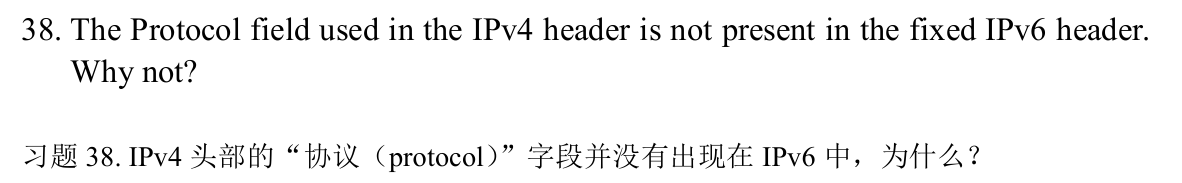 38. The Protocol field used in the IPv4 header is not present in the fixed IPv6 header.
Why not?
习题 38. IPv4 头部的“协议（protocol）”字段并没有出现在 IPv6 中，为什么？